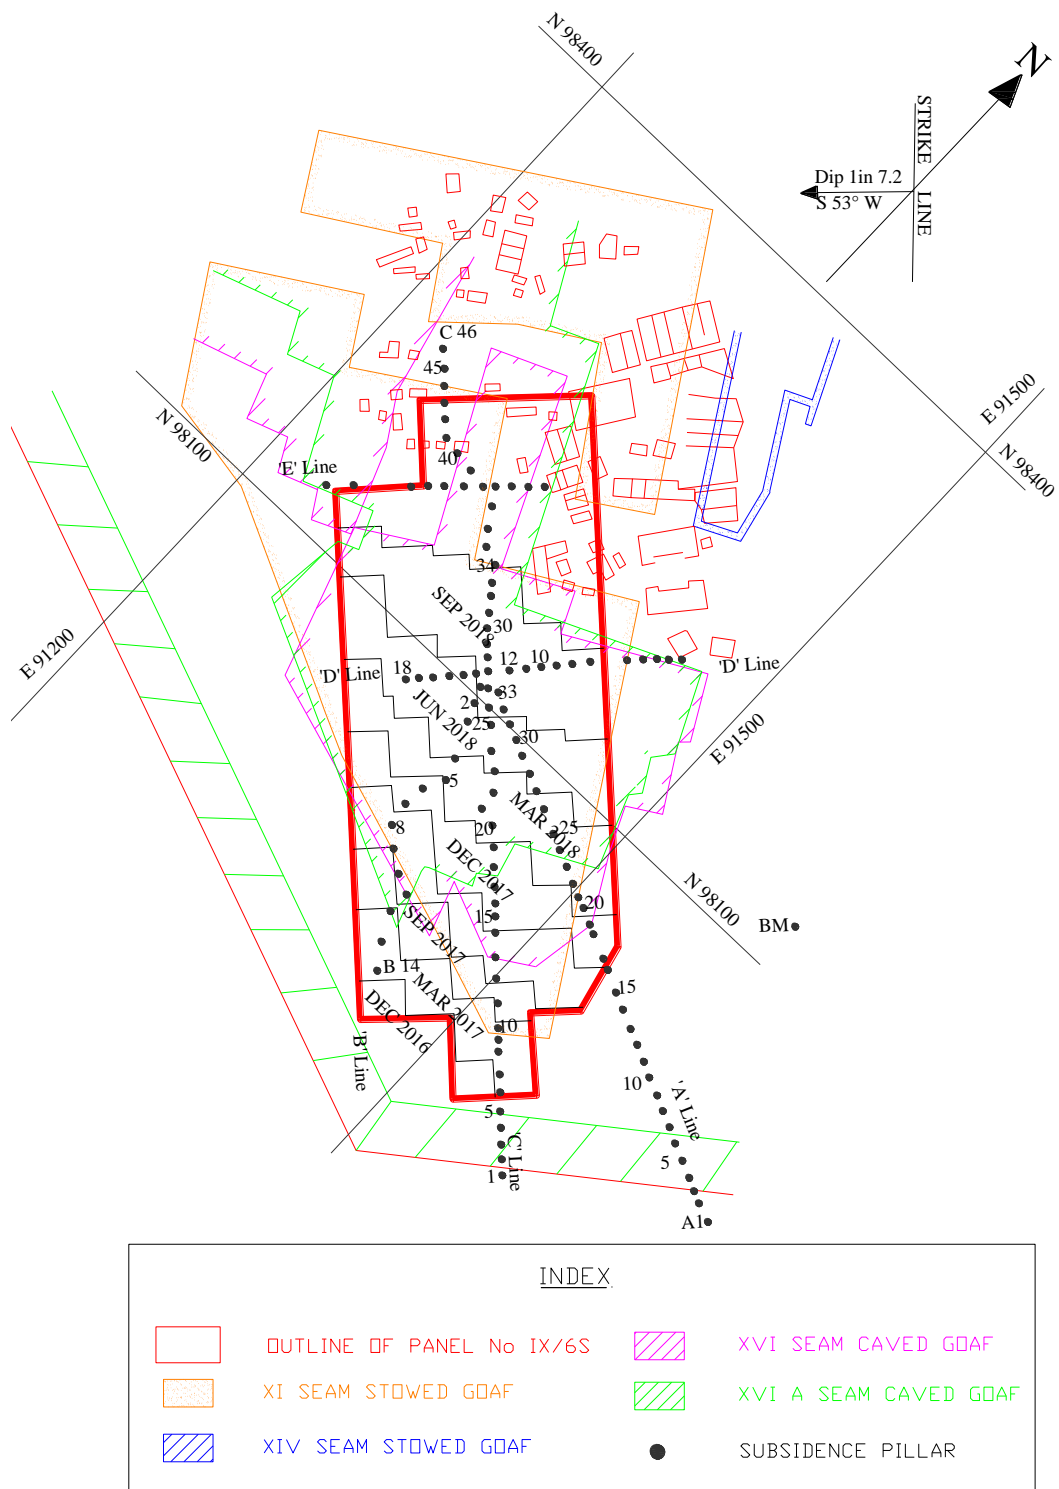 N 98400
N
STRIKE LINE
Dip 1in 7.2
S 53° W
C 46
45
E 91500
N 98100
N 98400
40
'E' Line
34
SEP 2018
30
E 91200
12
10
'D' Line
18
'D' Line
33
2
JUN 2018
25
30
E 91500
5
MAR 2018
8
20
25
DEC 2017
N 98100
20
15
SEP 2017
BM
B 14
MAR 2017
15
DEC 2016
10
'B' Line
10
'A' Line
5
'C' Line
5
1
A1
INDEX
OUTLINE OF PANEL No IX/6S
XVI SEAM CAVED GOAF
XI SEAM STOWED GOAF
XVI A SEAM CAVED GOAF
XIV SEAM STOWED GOAF
SUBSIDENCE PILLAR